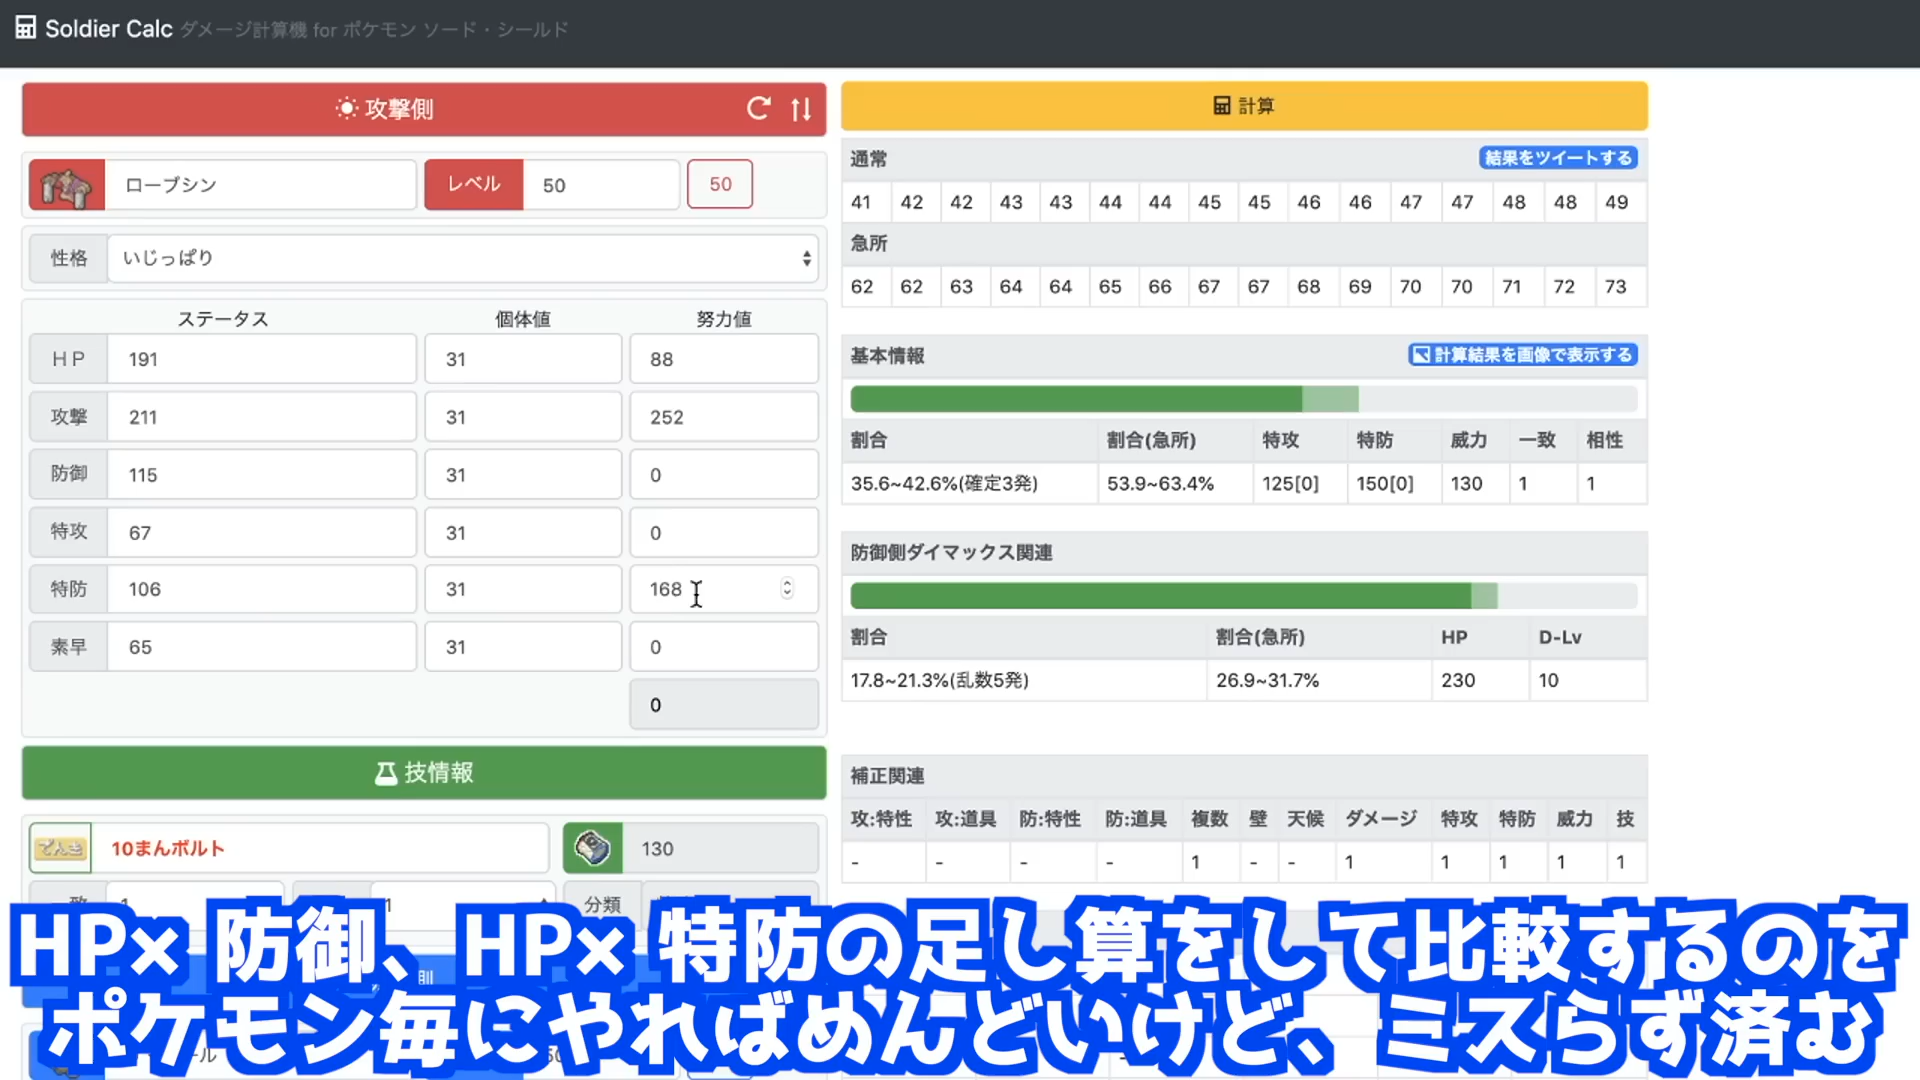 Soldier Calc ダメージ計算機 for ポケモン ソード・シールド
攻撃側
ローブシン レベル 50 50
性格 いじっぱり
ステータス 個体値 努力値
HP 191 31 88
攻撃 211 31 252
防御 115 31 0
特攻 67 31 0
特防 106 31 168
素早 65 31 0
0
技情報
でんき 10まんボルト 130
分類
計算
通常 結果をツイートする
41 42 42 43 43 44 44 45 45 46 46 47 47 48 48 49
急所
62 62 63 64 64 65 66 67 67 68 69 70 70 71 72 73
基本情報 計算結果を画像で表示する
割合 割合(急所) 特攻 特防 威力 一致 相性
35.6~42.6%(確定3発) 53.9~63.4% 125[0] 150[0] 130 1 1
防御側ダイマックス関連
割合 割合(急所) HP D-Lv
17.8~21.3%(乱数5発) 26.9~31.7% 230 10
補正関連
攻:特性 攻:道具 防:特性 防:道具 複数 壁 天候 ダメージ 特攻 特防 威力 技
- - - - 1 - - 1 1 1 1 1
HP×防御、HP×特防の足し算をして比較するのを
ポケモン毎にやればめんどいけど、ミスらず済む